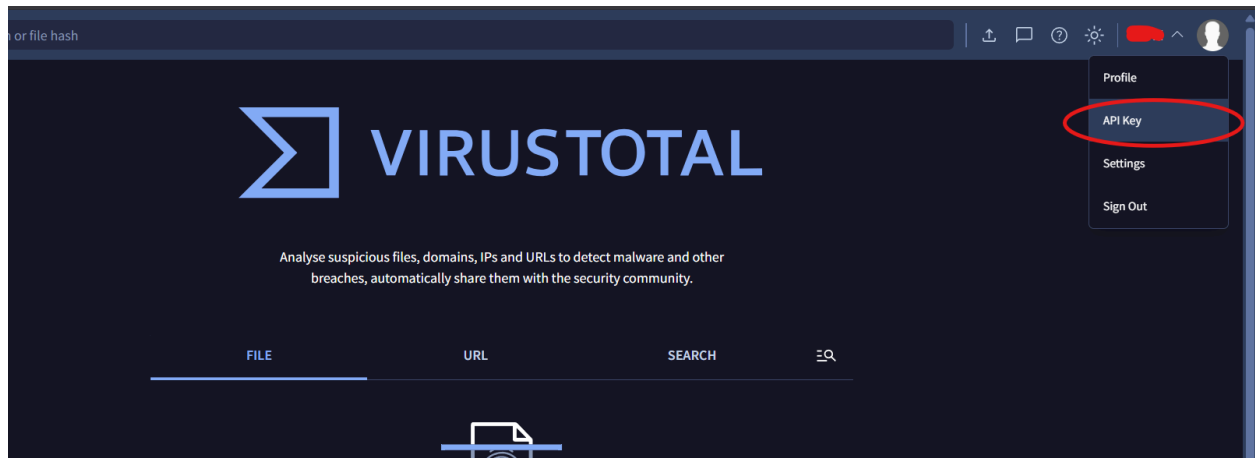 or file hash
Profile
API Key
Settings
Sign Out
VIRUSTOTAL
Analyse suspicious files, domains, IPs and URLs to detect malware and other
breaches, automatically share them with the security community.
FILE
URL
SEARCH